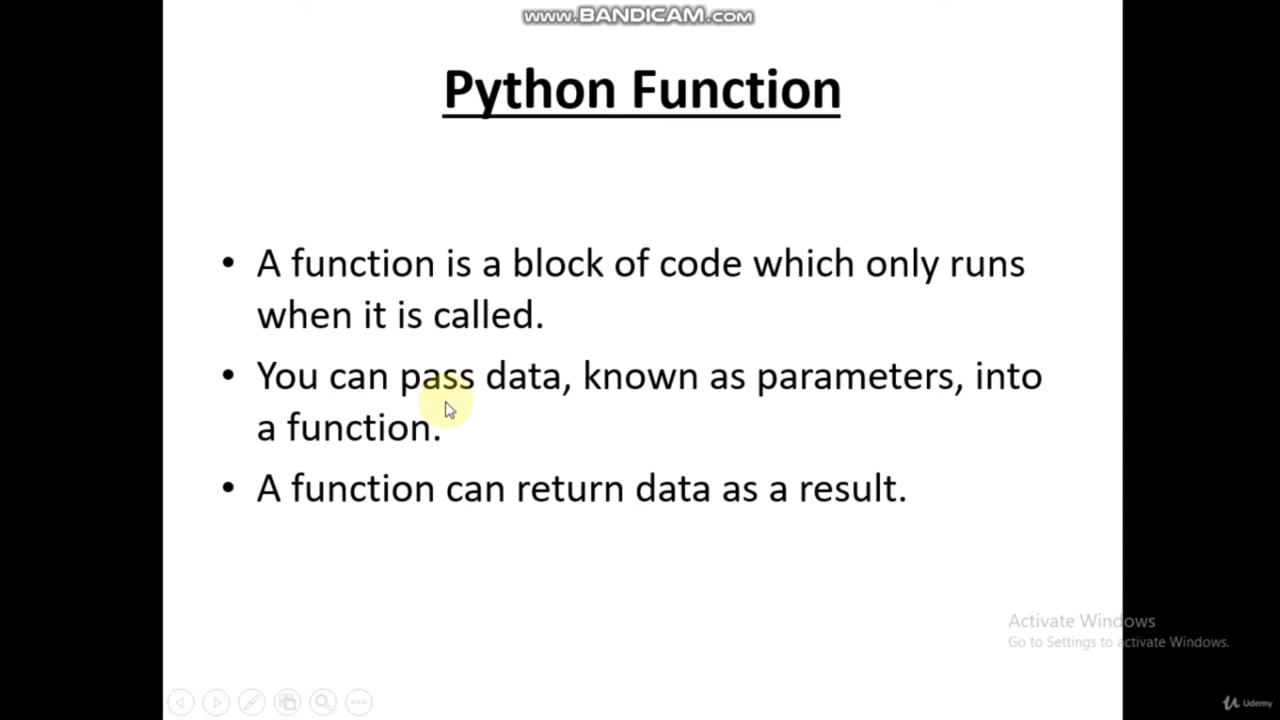 www.BANDICAM.com
Python Function
• A function is a block of code which only runs
when it is called.
• You can pass data, known as parameters, into
a function.
• A function can return data as a result.
Activate Windows
Go to Settings to activate Windows.
Udemy